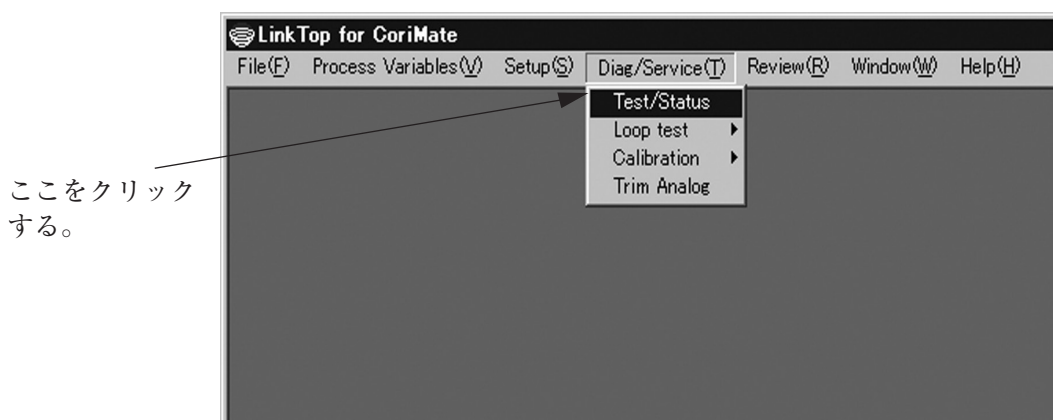 LinkTop for CoriMate
File(F) Process Variables(V) Setup(S) Diag/Service(T) Review(R) Window(W) Help(H)
Test/Status
Loop test
Calibration
Trim Analog
ここをクリック
する。